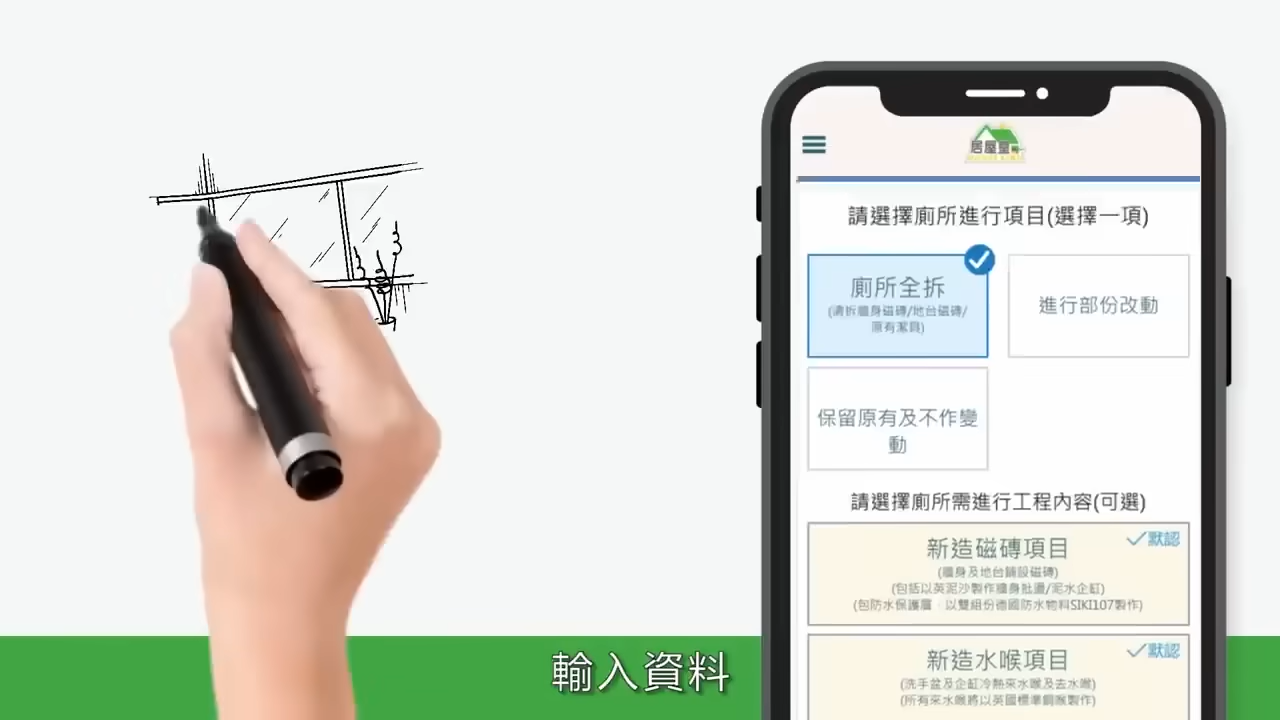 居屋皇
請選擇廁所進行項目(選擇一項)
廁所全拆
(清拆牆身磁磚/地台磁磚/
原有潔具)
進行部份改動
保留原有及不作變
動
請選擇廁所需進行工程內容(可選)
默認
新造磁磚項目
(牆身及地台鋪設磁磚)
(包括以英泥沙製作牆身批盪/泥水企缸)
(包防水保護層﹐以雙組份德國防水物料SIKI107製作)
默認
新造水喉項目
(洗手盆及企缸冷熱來水喉及去水喉)
(所有來水喉將以英國標準銅喉製作)
輸入資料